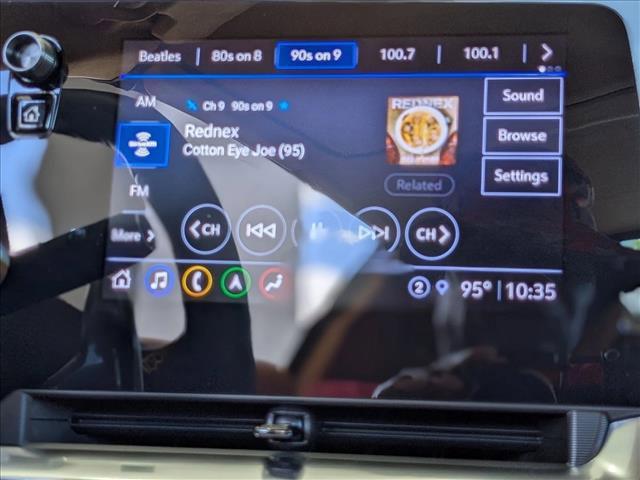 Beatles | 80s on 8 | 90s on 9 | 100.7 | 100.1 |
AM
Ch 9 90s on 9
REDNEX
Sound
Rednex
Cotton Eye Joe (95)
Browse
SiriusXM
FM
Related
Settings
More
CH
CH
2 95° | 10:35